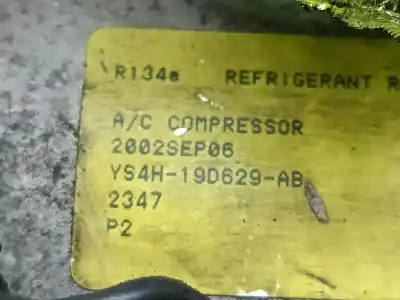 R134a REFRIGERANT
A/C COMPRESSOR
2002SEP06
YS4H-19D629-AB
2347
P2